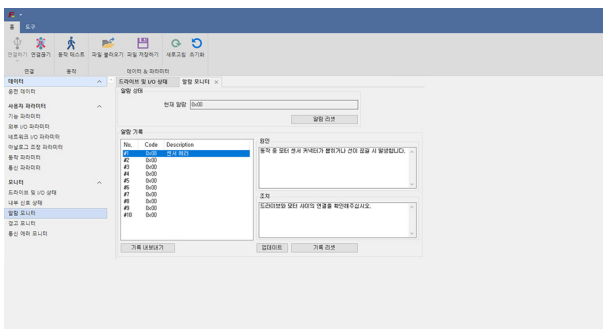 홈 도구
연결하기 연결끊기 동작 테스트 파일 불러오기 파일 저장하기 새로고침 초기화
연결 동작 데이터 & 파라미터
데이터
운전 데이터
사용자 파라미터
기능 파라미터
외부 I/O 파라미터
네트워크 I/O 파라미터
아날로그 조정 파라미터
동작 파라미터
통신 파라미터
모니터
드라이브 및 I/O 상태
내부 신호 상태
알람 모니터
경고 모니터
통신 에러 모니터
드라이브 및 I/O 상태 알람 모니터 ×
알람 상태
현재 알람 0x00
알람 리셋
알람 기록
No. Code Description
#1 0x00 센서 에러
#2 0x00
#3 0x00
#4 0x00
#5 0x00
#6 0x00
#7 0x00
#8 0x00
#9 0x00
#10 0x00
원인
동작 중 모터 센서 커넥터가 뽑히거나 선이 끊길 시 발생합니다.
조치
드라이브와 모터 사이의 연결를 확인해주십시오.
기록 내보내기 업데이트 기록 리셋